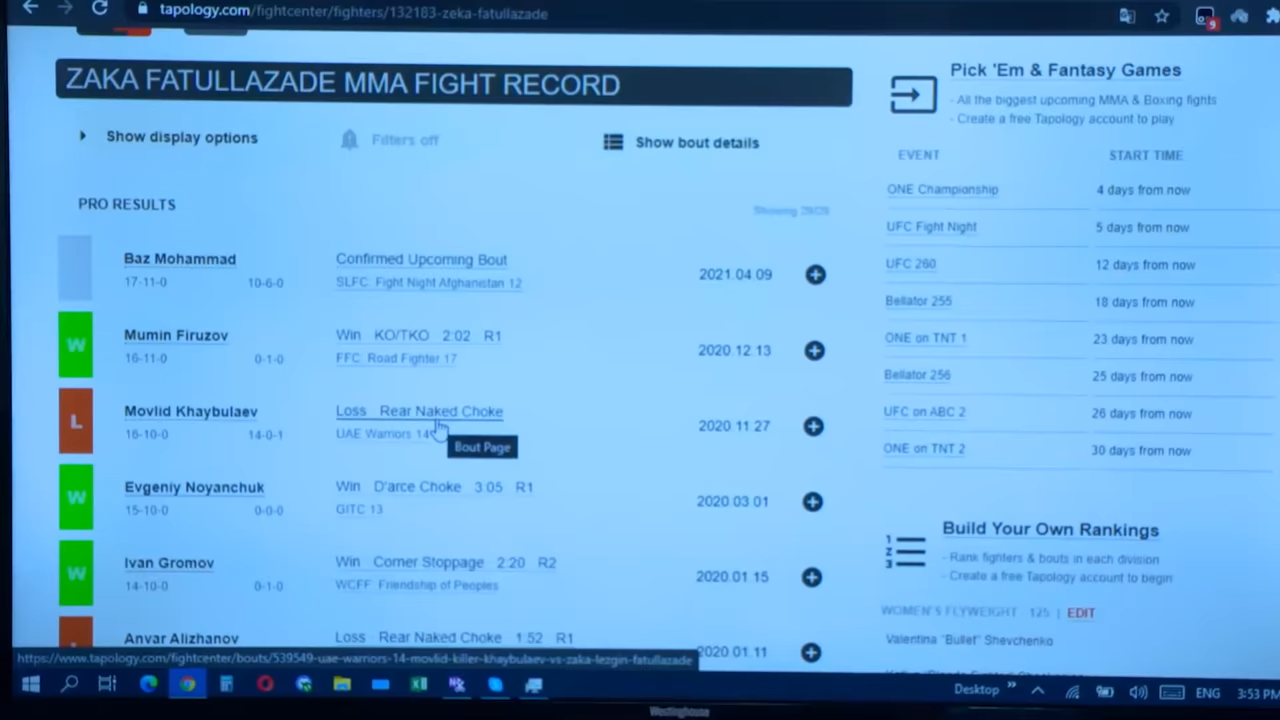 tapology.com/fightcenter/fighters/132183-zeka-fatullazade
9
ZAKA FATULLAZADE MMA FIGHT RECORD
Show display options
Filters off
Show bout details
PRO RESULTS
Showing
Baz Mohammad Confirmed Upcoming Bout 2021.04.09
17-11-0 10-6-0 SLFC Fight Night Afghanistan 12
W Mumin Firuzov Win KO/TKO 2:02 R1 2020.12.13
16-11-0 0-1-0 FFC Road Fighter 17
L Movlid Khaybulaev Loss Rear Naked Choke 2020 11 27
16-10-0 14-0-1 UAE Warriors 14
Bout Page
W Evgeniy Noyanchuk Win D'arce Choke 3:05 R1 2020 03 01
15-10-0 0-0-0 GITC 13
W Ivan Gromov Win Corner Stoppage 2:20 R2 2020.01.15
14-10-0 0-1-0 WCFF Friendship of Peoples
Anvar Alizhanov Loss Rear Naked Choke 1:52 R1 2020 01.11
https://www.tapology.com/fightcenter/bouts/539549-uae-warriors-14-movlid-killer-khaybulaev-vs-zaka-lezgin-fatullazade
Pick 'Em & Fantasy Games
- All the biggest upcoming MMA & Boxing fights
- Create a free Tapology account to play
EVENT START TIME
ONE Championship 4 days from now
UFC Fight Night 5 days from now
UFC 260 12 days from now
Bellator 255 18 days from now
ONE on TNT 1 23 days from now
Bellator 256 25 days from now
UFC on ABC 2 26 days from now
ONE on TNT 2 30 days from now
1
2
3
Build Your Own Rankings
- Rank fighters & bouts in each division
- Create a free Tapology account to begin
WOMEN'S FLYWEIGHT 125 | EDIT
Valentina "Bullet" Shevchenko
Desktop
ENG
3:53 PM
Westinghouse